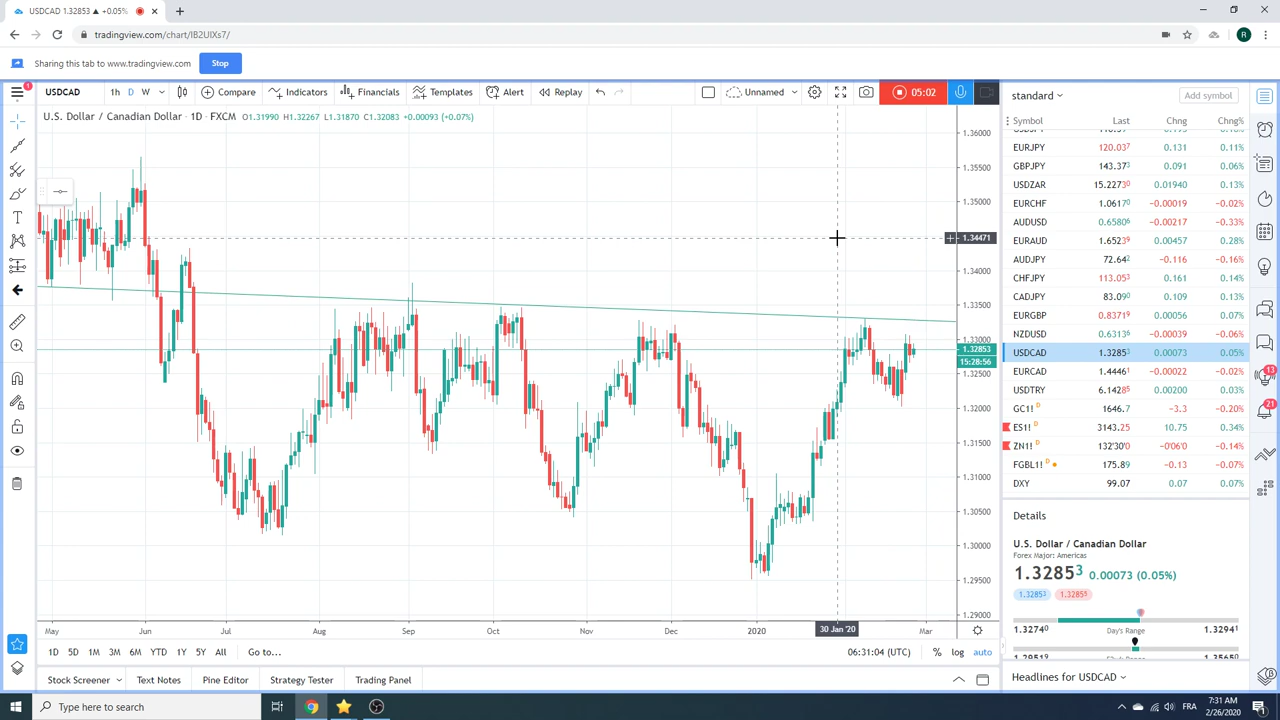 USDCAD 1.32853 ▲ +0.05%
tradingview.com/chart/IB2UIXs7/
R
Sharing this tab to www.tradingview.com
Stop
1
USDCAD
1h D W
Compare
Indicators
Financials
Templates
Alert
Replay
Unnamed
05:02
U.S. Dollar / Canadian Dollar · 1D · FXCM O1.31990 H1.32267 L1.31870 C1.32083 +0.00093 (+0.07%)
1.36000
1.35500
1.35000
1.34471
1.34000
1.33500
1.33000
1.32853
15:28:56
1.32500
1.32000
1.31500
1.31000
1.30500
1.30000
1.29500
1.29000
May Jun Jul Aug Sep Oct Nov Dec 2020 30 Jan '20 Mar
1D 5D 1M 3M 6M YTD 1Y 5Y All Go to...
06:31:04 (UTC) % log auto
Stock Screener Text Notes Pine Editor Strategy Tester Trading Panel
standard
Add symbol
Symbol Last Chng Chng%
EURJPY 120.037 0.131 0.11%
GBPJPY 143.373 0.091 0.06%
USDZAR 15.22730 0.01940 0.13%
EURCHF 1.06170 −0.00019 −0.02%
AUDUSD 0.65806 −0.00217 −0.33%
EURAUD 1.65239 0.00457 0.28%
AUDJPY 72.642 −0.116 −0.16%
CHFJPY 113.053 0.161 0.14%
CADJPY 83.090 0.109 0.13%
EURGBP 0.83719 0.00056 0.07%
NZDUSD 0.63136 −0.00039 −0.06%
USDCAD 1.32853 0.00073 0.05%
EURCAD 1.44461 −0.00022 −0.02%
USDTRY 6.14285 0.00200 0.03%
GC1! D 1646.7 −3.3 −0.20%
ES1! D 3143.25 10.75 0.34%
ZN1! D 132'30'0 −0'06'0 −0.14%
FGBL1! D 175.89 −0.13 −0.07%
DXY 99.07 0.07 0.07%
Details
U.S. Dollar / Canadian Dollar
Forex Major: Americas
1.32853 0.00073 (0.05%)
1.32853 1.32855
1.32740 Day's Range 1.32941
Headlines for USDCAD
13
21
Type here to search
FRA
7:31 AM
2/26/2020
1